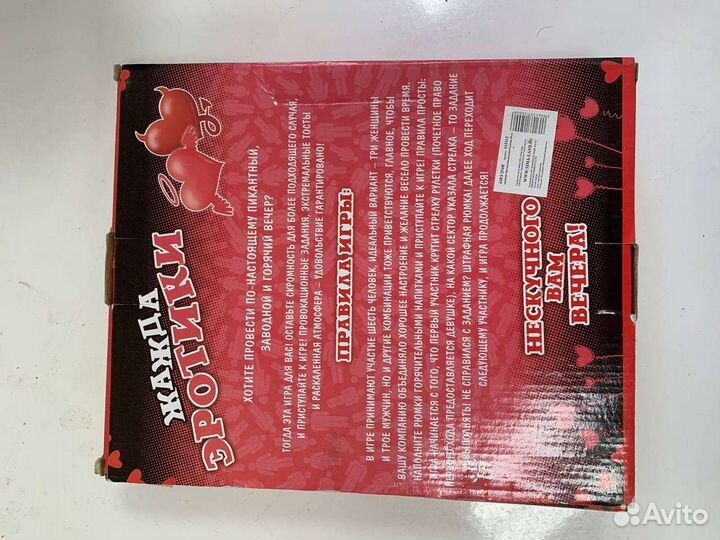 ЖАЖДА
ЭРОТИКИ
ХОТИТЕ ПРОВЕСТИ ПО-НАСТОЯЩЕМУ ПИКАНТНЫЙ,
ЗАВОДНОЙ И ГОРЯЧИЙ ВЕЧЕР?
ТОГДА ЭТА ИГРА ДЛЯ ВАС! ОСТАВЬТЕ СКРОМНОСТЬ ДЛЯ БОЛЕЕ ПОДХОДЯЩЕГО СЛУЧАЯ,
И ПРИСТУПАЙТЕ К ИГРЕ! ПРОВОКАЦИОННЫЕ ЗАДАНИЯ, ЭКСТРЕМАЛЬНЫЕ ТОСТЫ
И РАСКАЛЕННАЯ АТМОСФЕРА – УДОВОЛЬСТВИЕ ГАРАНТИРОВАНО!
ПРАВИЛА ИГРЫ:
В ИГРЕ ПРИНИМАЮТ УЧАСТИЕ ШЕСТЬ ЧЕЛОВЕК, ИДЕАЛЬНЫЙ ВАРИАНТ – ТРИ ЖЕНЩИНЫ
И ТРОЕ МУЖЧИН, НО И ДРУГИЕ КОМБИНАЦИИ ТОЖЕ ПРИВЕТСТВУЮТСЯ, ГЛАВНОЕ, ЧТОБЫ
ВАШУ КОМПАНИЮ ОБЪЕДИНЯЛО ХОРОШЕЕ НАСТРОЕНИЕ И ЖЕЛАНИЕ ВЕСЕЛО ПРОВЕСТИ ВРЕМЯ.
НАПОЛНИТЕ РЮМКИ ГОРЯЧИТЕЛЬНЫМИ НАПИТКАМИ И ПРИСТУПАЙТЕ К ИГРЕ! ПРАВИЛА ПРОСТЫ:
ИГРА НАЧИНАЕТСЯ С ТОГО, ЧТО ПЕРВЫЙ УЧАСТНИК КРУТИТ СТРЕЛКУ РУЛЕТКИ (ПОЧЕТНОЕ ПРАВО
ПЕРВОГО ХОДА ПРЕДОСТАВЛЯЕТСЯ ДЕВУШКЕ), НА КАКОЙ СЕКТОР УКАЗАЛА СТРЕЛКА – ТО ЗАДАНИЕ
ВЫПОЛНЯТЬ! НЕ СПРАВИЛСЯ С ЗАДАНИЕМ? ШТРАФНАЯ РЮМКА! ДАЛЕЕ ХОД ПЕРЕХОДИТ
СЛЕДУЮЩЕМУ УЧАСТНИКУ, И ИГРА ПРОДОЛЖАЕТСЯ!
НЕСКУЧНОГО
ВАМ
ВЕЧЕРА!
Avito